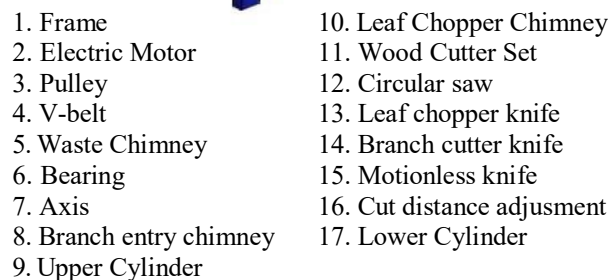 1. Frame
2. Electric Motor
3. Pulley
4. V-belt
5. Waste Chimney
6. Bearing
7. Axis
8. Branch entry chimney
9. Upper Cylinder
10. Leaf Chopper Chimney
11. Wood Cutter Set
12. Circular saw
13. Leaf chopper knife
14. Branch cutter knife
15. Motionless knife
16. Cut distance adjusment
17. Lower Cylinder